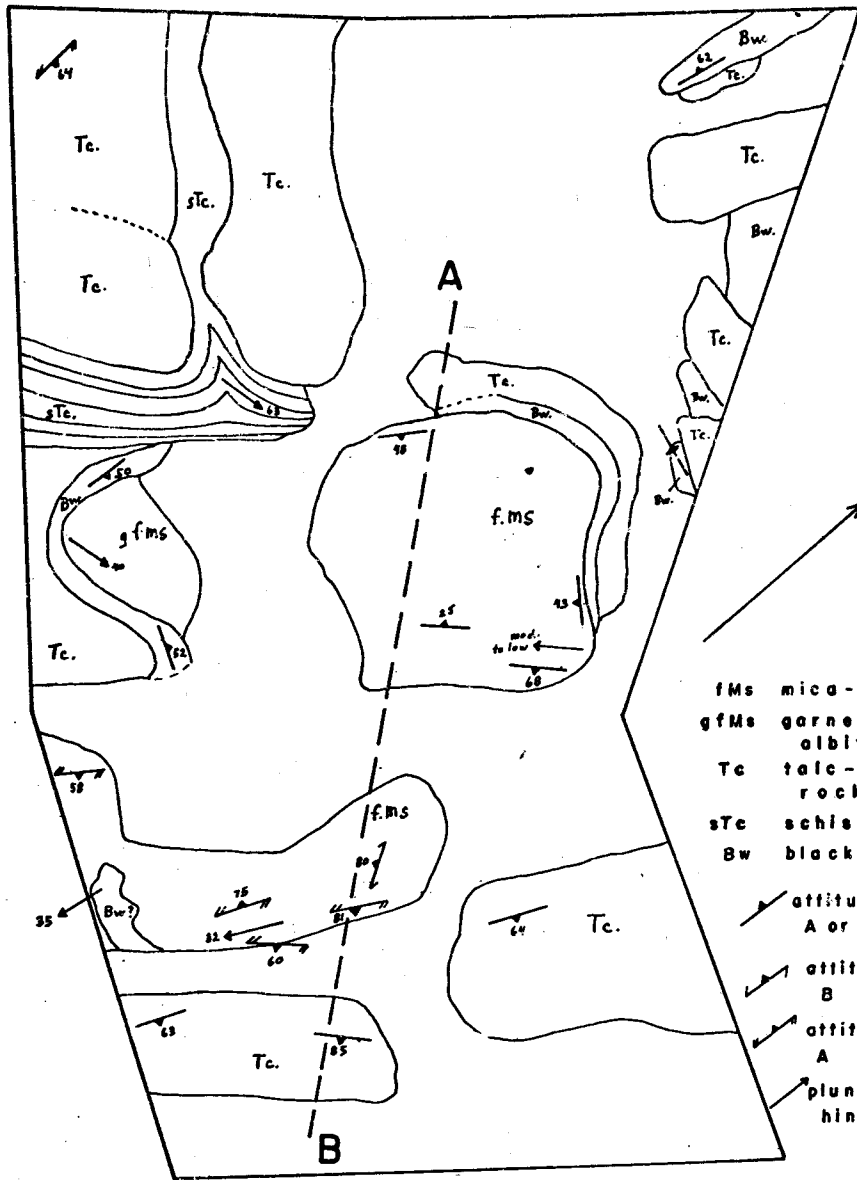 64
62
Bw.
Tc.
Tc.
sTc.
Tc.
Tc.
Bw.
Tc.
A
Tc.
63
sTc.
Tc.
Bw.
Bw.
Tc.
Bw.
50
Bw.
g f.ms
f.ms
25
43
mod.
to low
52
Tc.
68
58
f.ms
80
75
35
Bw?
81
32
60
64
Tc.
63
85
Tc.
B
fMs mica-
gfMs garne
albi
Tc talc-
rock
sTc schis
Bw black
attitu
A or
attit
B
attit
A
plun
hin